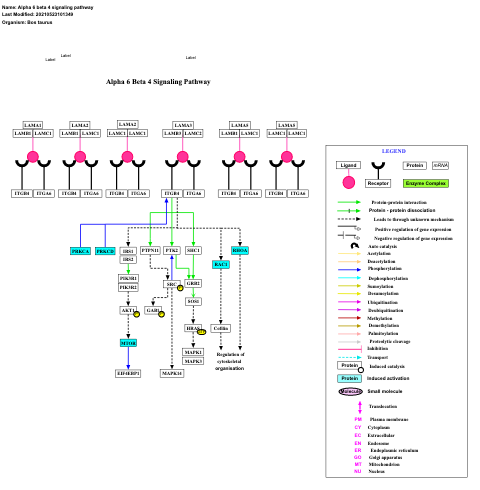 Name: Alpha 6 beta 4 signaling pathway
Last Modified: 20210523101349
Organism: Bos taurus
Label
Label
Label
Alpha 6 Beta 4 Signaling Pathway
LAMA1
LAMA2
LAMA2
LAMA3
LAMA5
LAMA5
LAMB1 LAMC1
LAMB2 LAMC1
LAMC1 LAMC1
LAMB3 LAMC2
LAMB1 LAMC1
LAMC1 LAMC1
ITGB4 ITGA6
ITGB4 ITGA6
ITGB4 ITGA6
ITGB4 ITGA6
ITGB4 ITGA6
ITGB4 ITGA6
PRKCA
PRKCD
IRS1
IRS2
PTPN11
PTK2
SHC1
RHOA
RAC1
PIK3R1
PIK3R2
SRC
GRB2
SOS1
AKT1
GAB1
HRAS
Cofilin
MTOR
MAPK1
MAPK3
Regulation of
cytoskeletal
organisation
EIF4EBP1
MAPK14
LEGEND
Ligand
Receptor
Protein
mRNA
Enzyme Complex
Protein-protein interaction
Protein - protein dissociation
Leads to through unknown mechanism
Positive regulation of gene expression
Negative regulation of gene expression
Auto catalysis
Acetylation
Deacetylation
Phosphorylation
Dephosphorylation
Sumoylation
Desumoylation
Ubiquitination
Deubiquitination
Methylation
Demethylation
Palmitoylation
Proteolytic cleavage
Inhibition
Transport
Protein Induced catalysis
Protein Induced activation
Molecule Small molecule
Translocation
PM Plasma membrane
CY Cytoplasm
EC Extracellular
EN Endosome
ER Endoplasmic reticulum
GO Golgi apparatus
MT Mitochondrion
NU Nucleus